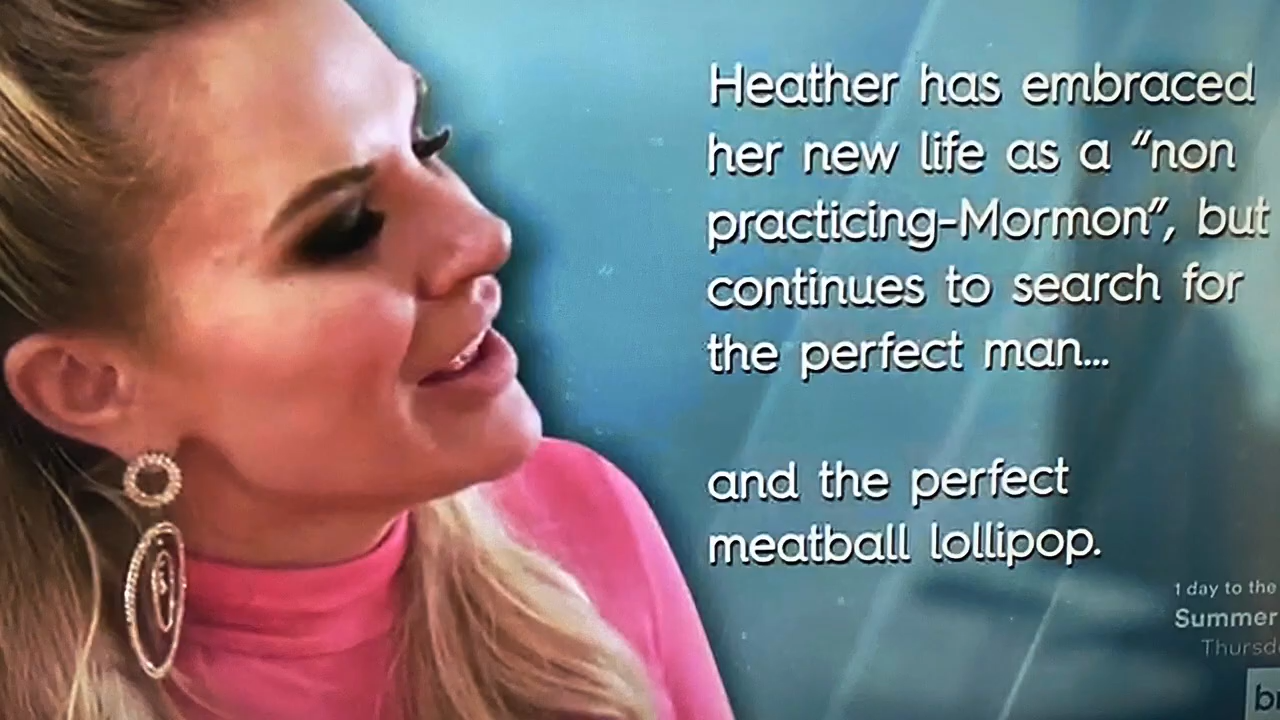 Heather has embraced
her new life as a “non
practicing-Mormon”, but
continues to search for
the perfect man...
and the perfect
meatball lollipop.
1 day to the
Summer
Thursd
b